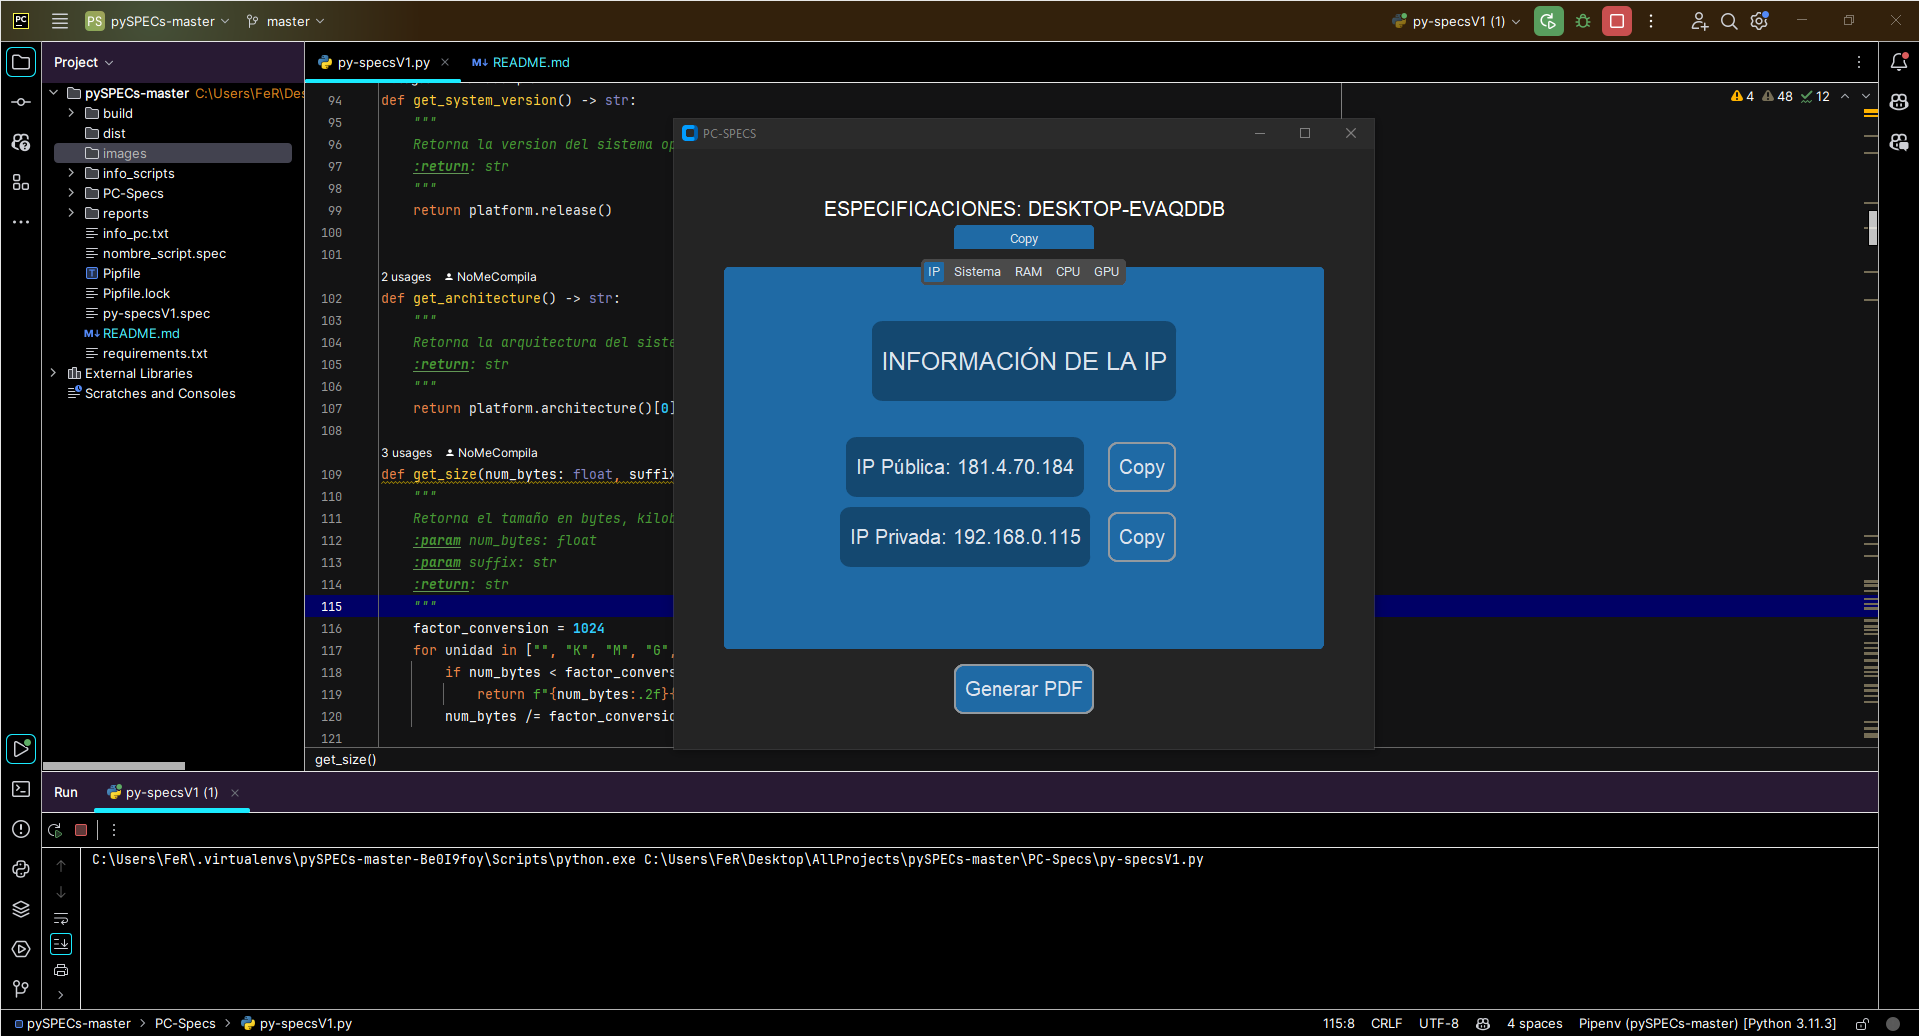 PC
PS pySPECs-master master
py-specsV1 (1)
Project
py-specsV1.py
M↓ README.md
pySPECs-master C:\Users\FeR\Des
build
dist
images
info_scripts
PC-Specs
reports
info_pc.txt
nombre_script.spec
Pipfile
Pipfile.lock
py-specsV1.spec
M↓ README.md
requirements.txt
External Libraries
Scratches and Consoles
4 48 12
94 def get_system_version() -> str:
95 """
96 Retorna la version del sistema op
97 :return: str
98 """
99 return platform.release()
100
101
2 usages NoMeCompila
102 def get_architecture() -> str:
103 """
104 Retorna la arquitectura del siste
105 :return: str
106 """
107 return platform.architecture()[0]
108
3 usages NoMeCompila
109 def get_size(num_bytes: float, suffix
110 """
111 Retorna el tamaño en bytes, kilob
112 :param num_bytes: float
113 :param suffix: str
114 :return: str
115 """
116 factor_conversion = 1024
117 for unidad in ["", "K", "M", "G",
118 if num_bytes < factor_convers
119 return f"{num_bytes:.2f}{
120 num_bytes /= factor_conversio
121
get_size()
PC-SPECS
ESPECIFICACIONES: DESKTOP-EVAQDDB
Copy
IP Sistema RAM CPU GPU
INFORMACIÓN DE LA IP
IP Pública: 181.4.70.184 Copy
IP Privada: 192.168.0.115 Copy
Generar PDF
Run py-specsV1 (1)
C:\Users\FeR\.virtualenvs\pySPECs-master-Be0I9foy\Scripts\python.exe C:\Users\FeR\Desktop\AllProjects\pySPECs-master\PC-Specs\py-specsV1.py
pySPECs-master > PC-Specs > py-specsV1.py
115:8 CRLF UTF-8 4 spaces Pipenv (pySPECs-master) [Python 3.11.3]